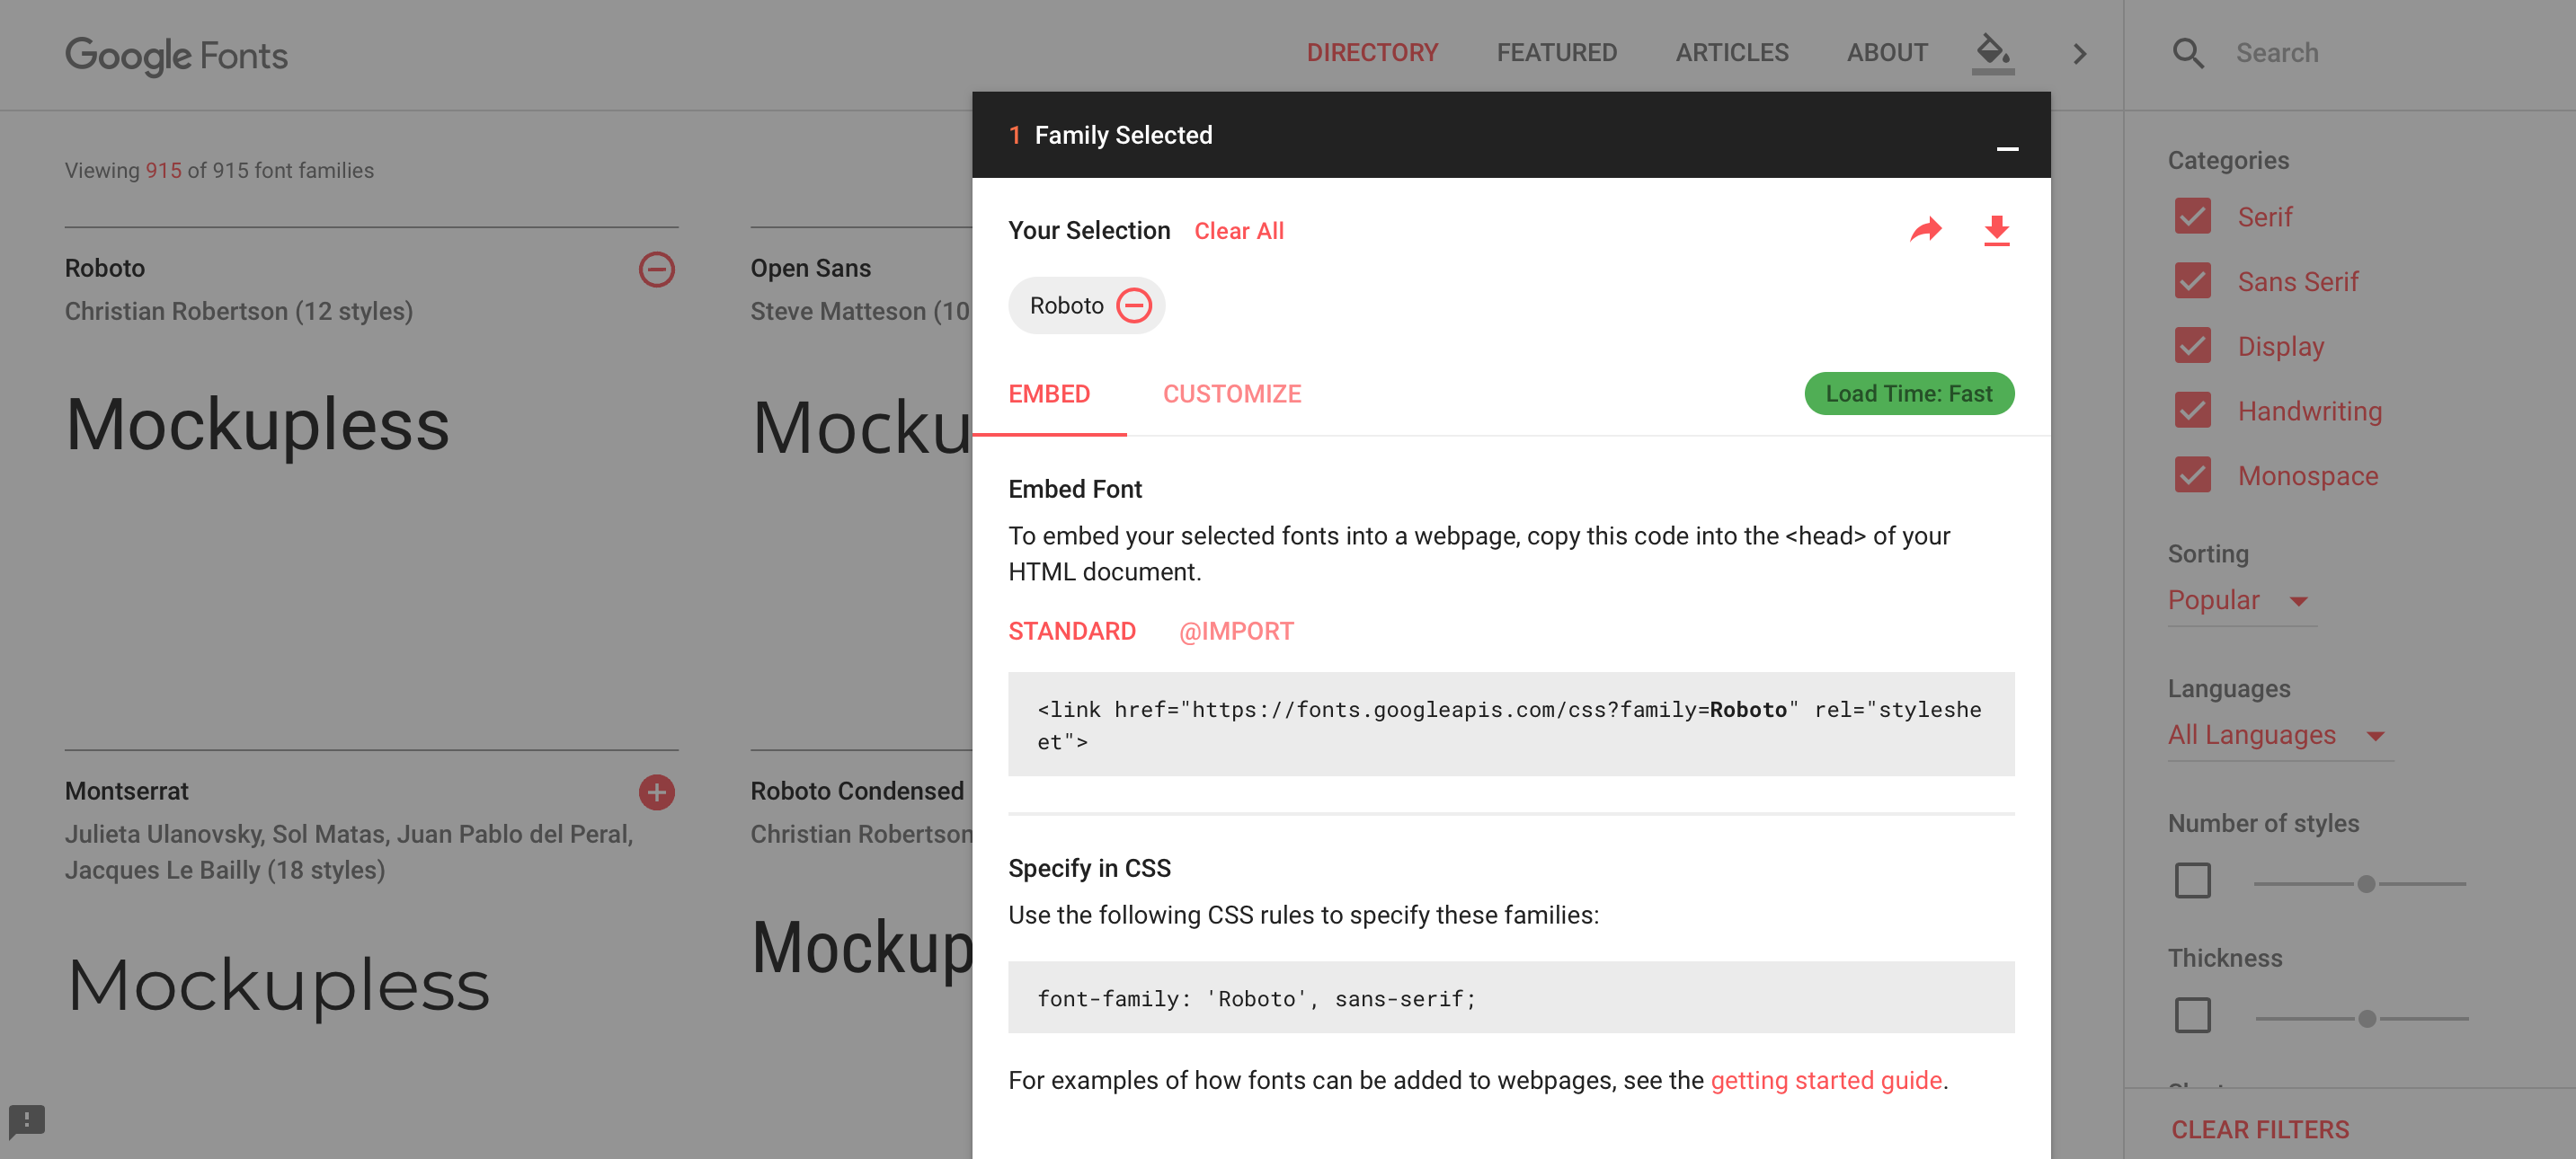 Google Fonts
DIRECTORY
FEATURED
ARTICLES
ABOUT
Search
Viewing 915 of 915 font families
Roboto
Christian Robertson (12 styles)
Mockupless
Open Sans
Steve Matteson (10
Mocku
Montserrat
Julieta Ulanovsky, Sol Matas, Juan Pablo del Peral,
Jacques Le Bailly (18 styles)
Mockupless
Roboto Condensed
Christian Robertson
Mockup
1 Family Selected
Your Selection
Clear All
Roboto
EMBED
CUSTOMIZE
Load Time: Fast
Embed Font
To embed your selected fonts into a webpage, copy this code into the <head> of your
HTML document.
STANDARD
@IMPORT
<link href="https://fonts.googleapis.com/css?family=Roboto" rel="styleshe
et">
Specify in CSS
Use the following CSS rules to specify these families:
font-family: 'Roboto', sans-serif;
For examples of how fonts can be added to webpages, see the getting started guide.
Categories
Serif
Sans Serif
Display
Handwriting
Monospace
Sorting
Popular
Languages
All Languages
Number of styles
Thickness
CLEAR FILTERS